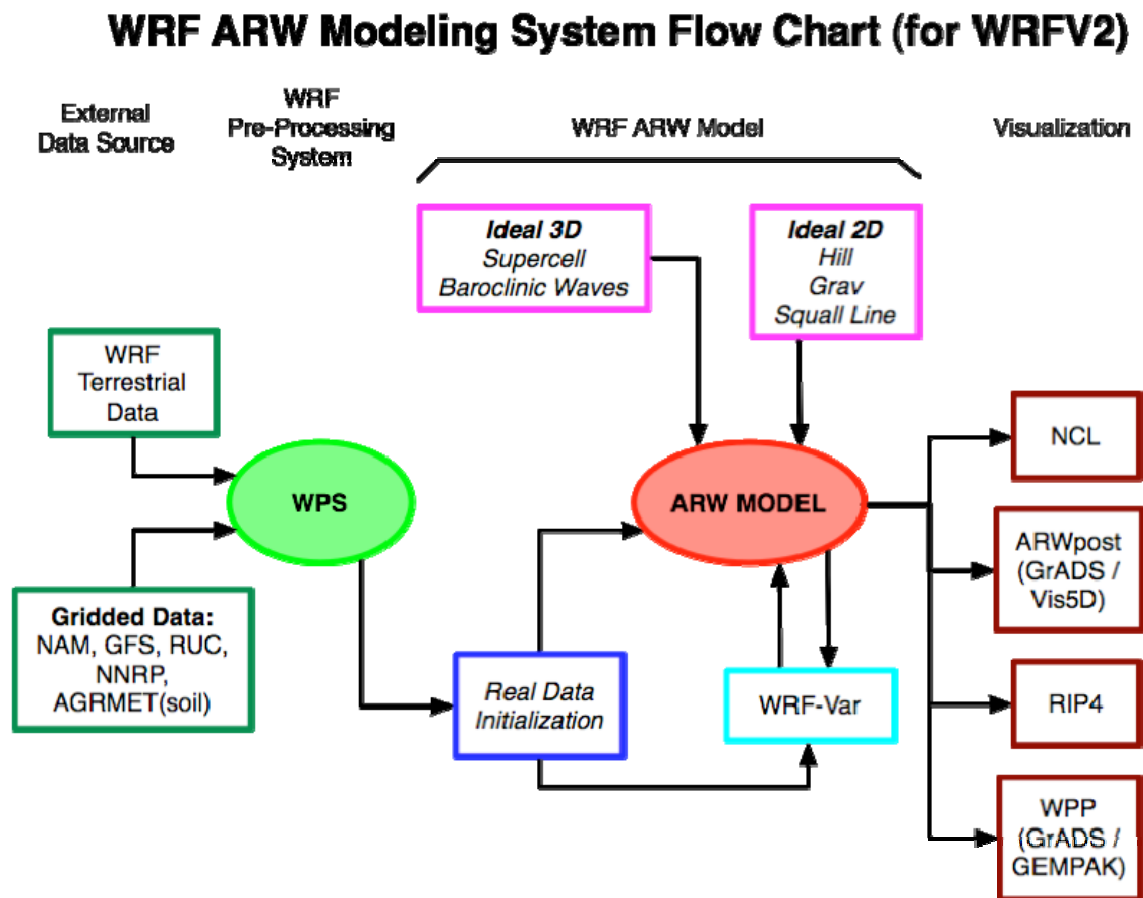 WRF ARW Modeling System Flow Chart (for WRFV2)
External
Data Source
WRF
Pre-Processing
System
WRF ARW Model
Visualization
Ideal 3D
Supercell
Baroclinic Waves
Ideal 2D
Hill
Grav
Squall Line
WRF
Terrestrial
Data
WPS
ARW MODEL
NCL
ARWpost
(GrADS /
Vis5D)
Gridded Data:
NAM, GFS, RUC,
NNRP,
AGRMET(soil)
Real Data
Initialization
WRF-Var
RIP4
WPP
(GrADS /
GEMPAK)